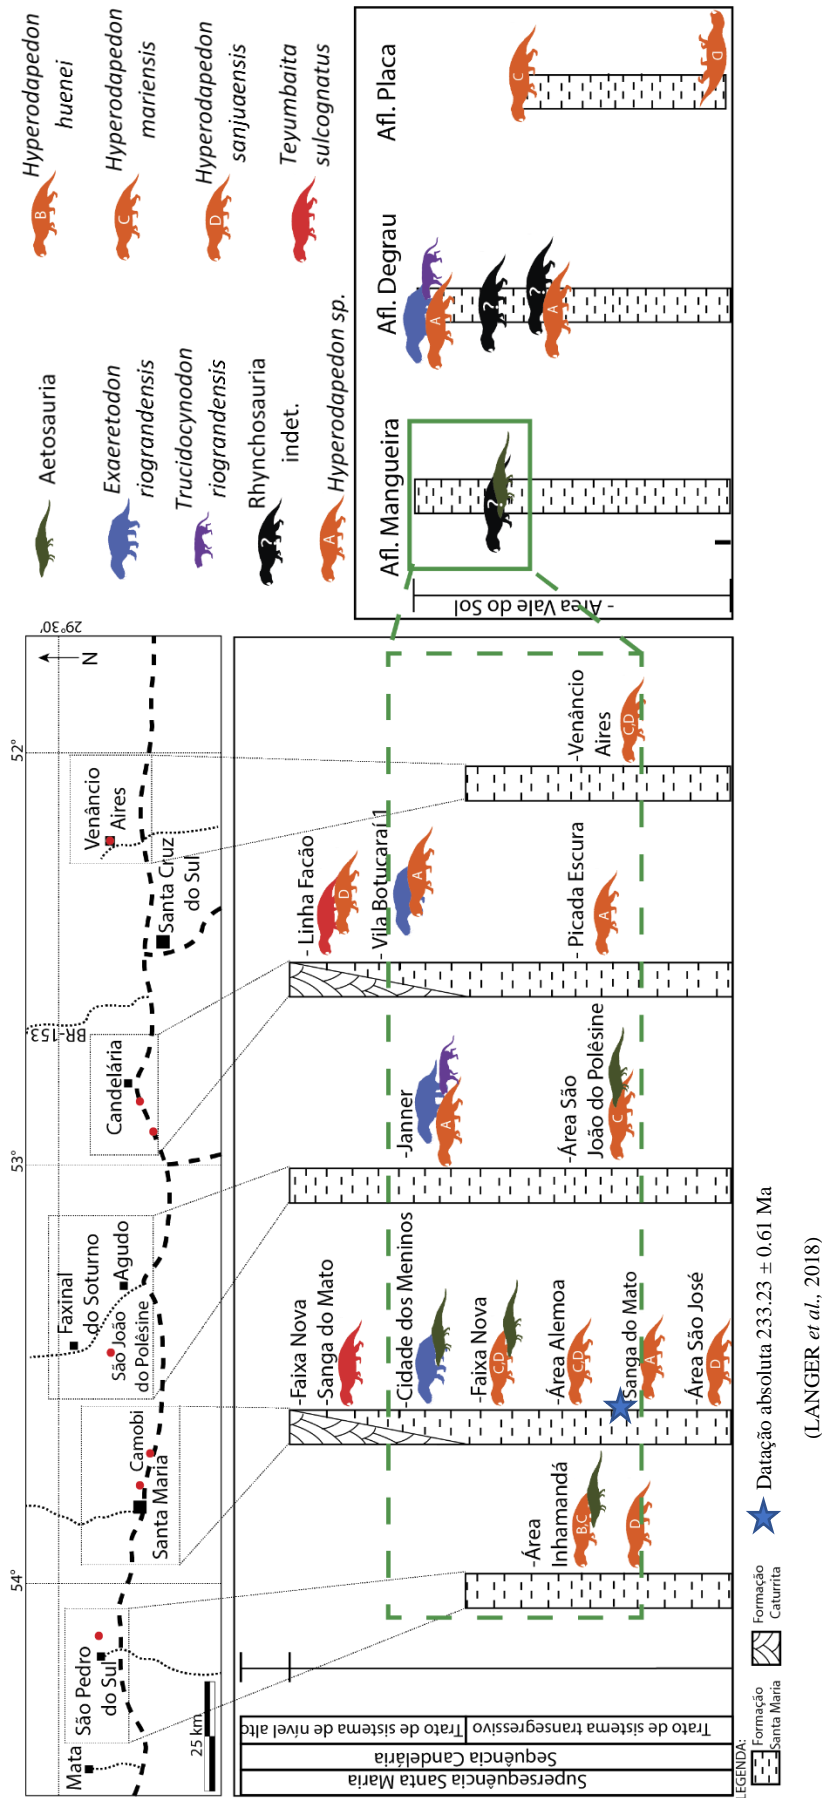 Mata
São Pedro
do Sul
25 km
54°
Santa Maria
Camobi
Faxinal
do Soturno
São João
do Polêsine
Agudo
53°
Candelária
BR-153
Santa Cruz
do Sul
Venâncio
Aires
52°
29°30'
N
Aetosauria
Exaeretodon
riograndensis
Trucidocynodon
riograndensis
Rhynchosauria
indet.
?
Hyperodapedon sp.
A
Hyperodapedon
huenei
B
Hyperodapedon
mariensis
C
Hyperodapedon
sanjuaensis
D
Teyumbaita
sulcognatus
Supersequência Santa Maria
Sequência Candelária
Trato de sistema de nível alto
Trato de sistema transegressivo
-Área
Inhamandá
B,C
D
-Faixa Nova
Sanga do Mato
-Cidade dos Meninos
-Faixa Nova
C,D
-Área Alemoa
C,D
Sanga do Mato
A
-Área São José
D
-Janner
A
-Área São
João do Polêsine
C
- Linha Facão
D
-Vila Botucaraí 1
A
- Picada Escura
A
-Venâncio
Aires
C,D
- Área Vale do Sol
Afl. Mangueira
?
Afl. Degrau
A
?
?
A
Afl. Placa
C
D
LEGENDA:
Formação
Santa Maria
Formação
Caturrita
Datação absoluta 233.23 ± 0.61 Ma
(LANGER et al., 2018)